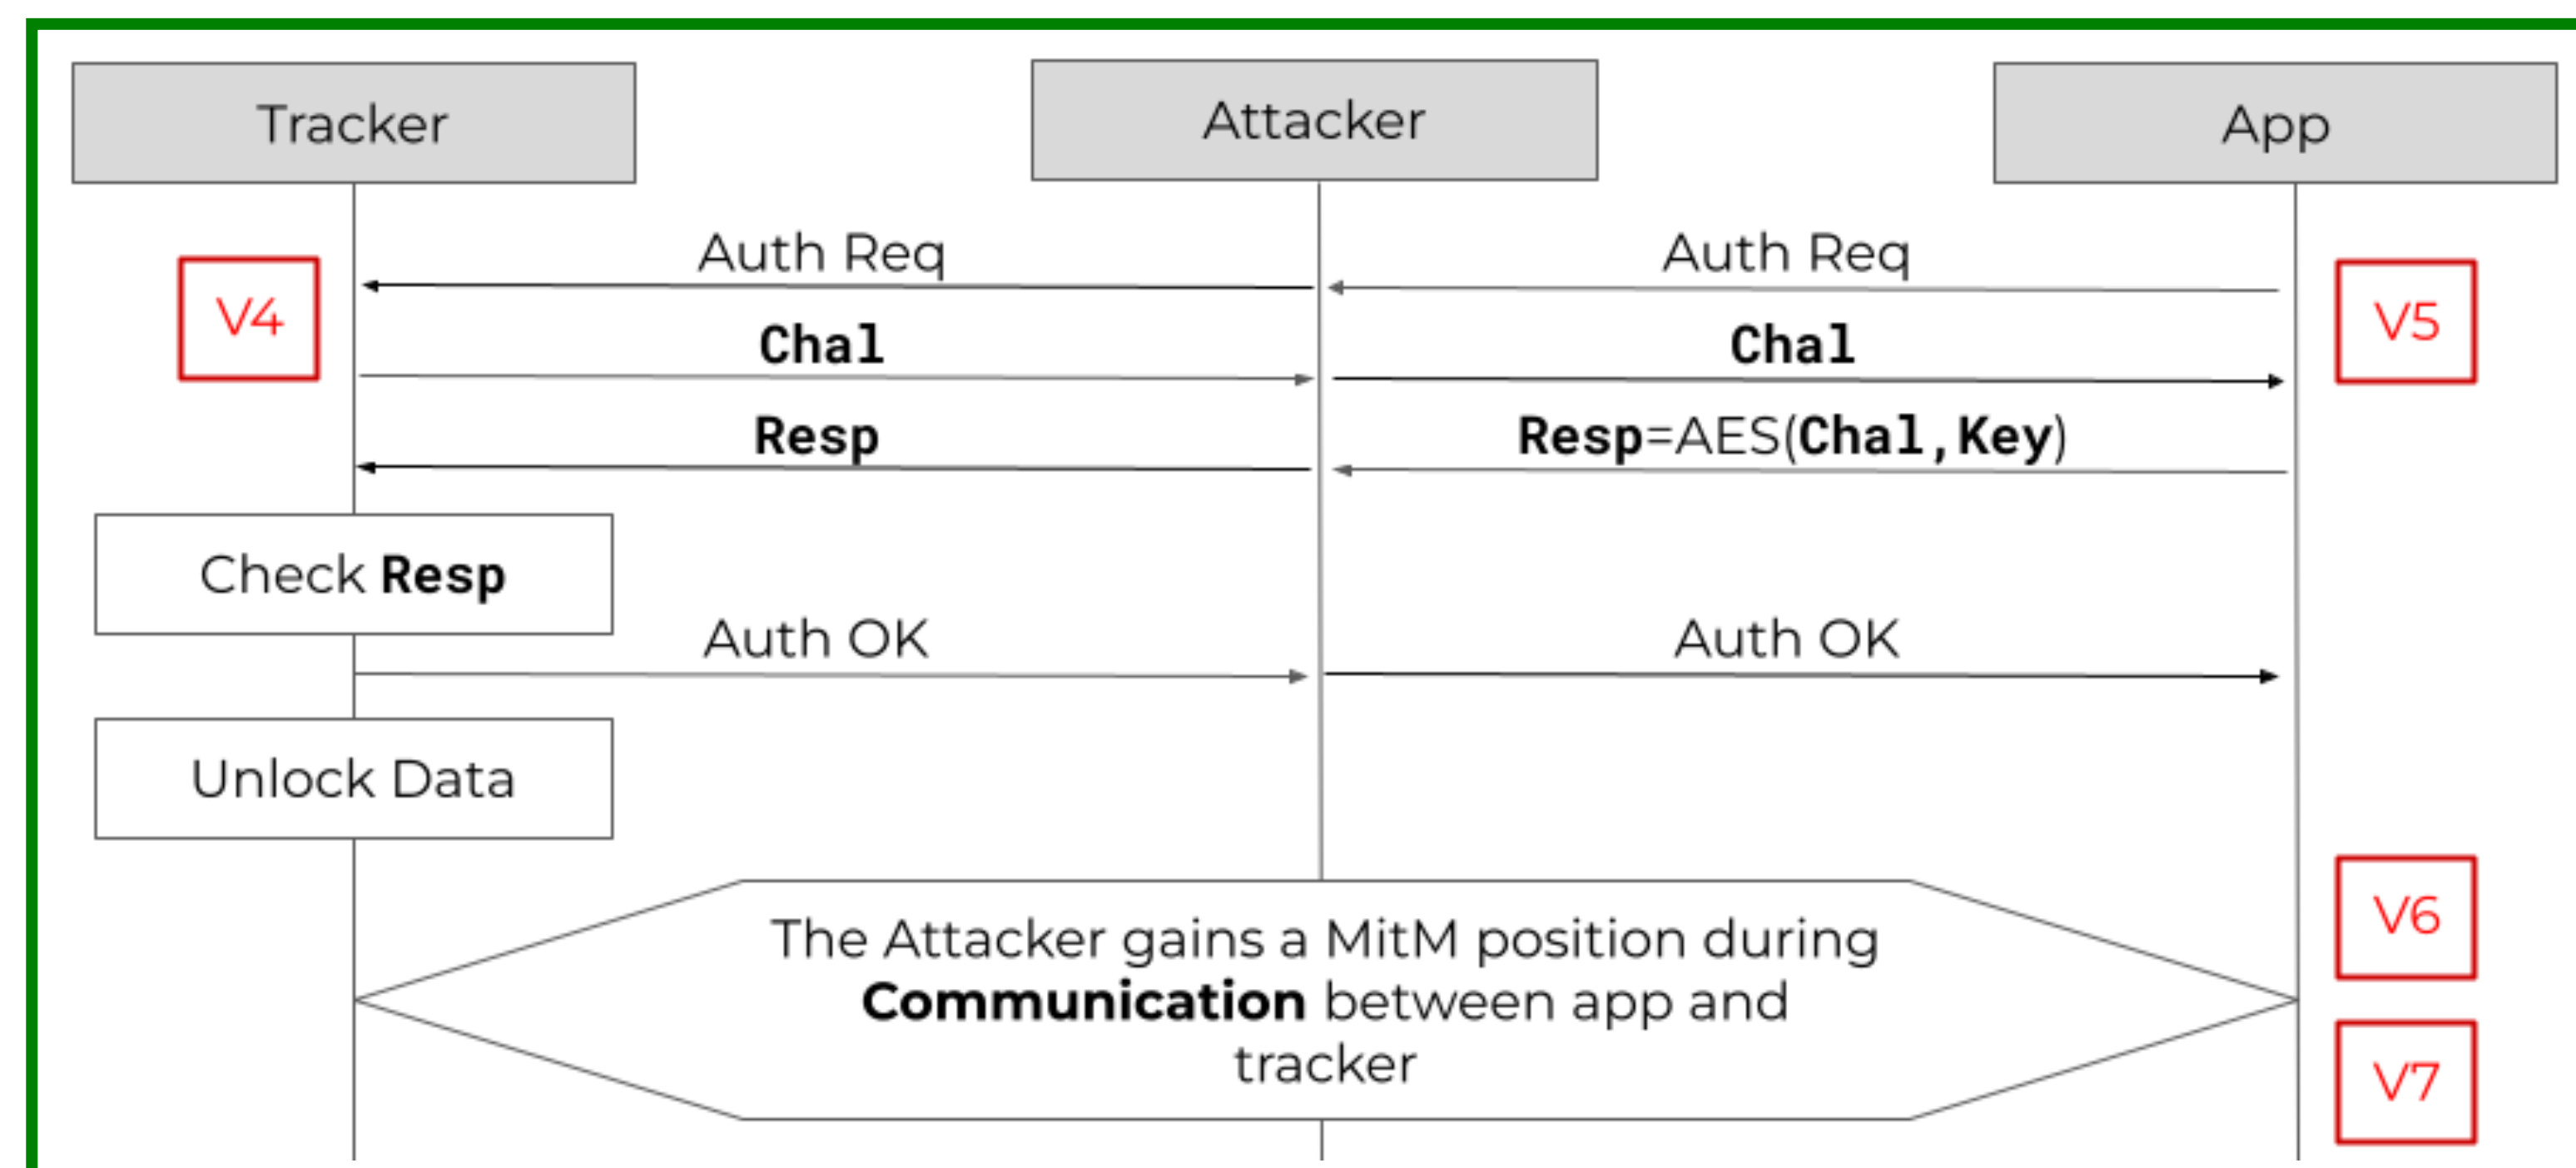 Tracker
Attacker
App
Auth Req
Auth Req
V4
V5
Chal
Chal
Resp
Resp=AES(Chal,Key)
Check Resp
Auth OK
Auth OK
Unlock Data
The Attacker gains a MitM position during
Communication between app and
tracker
V6
V7